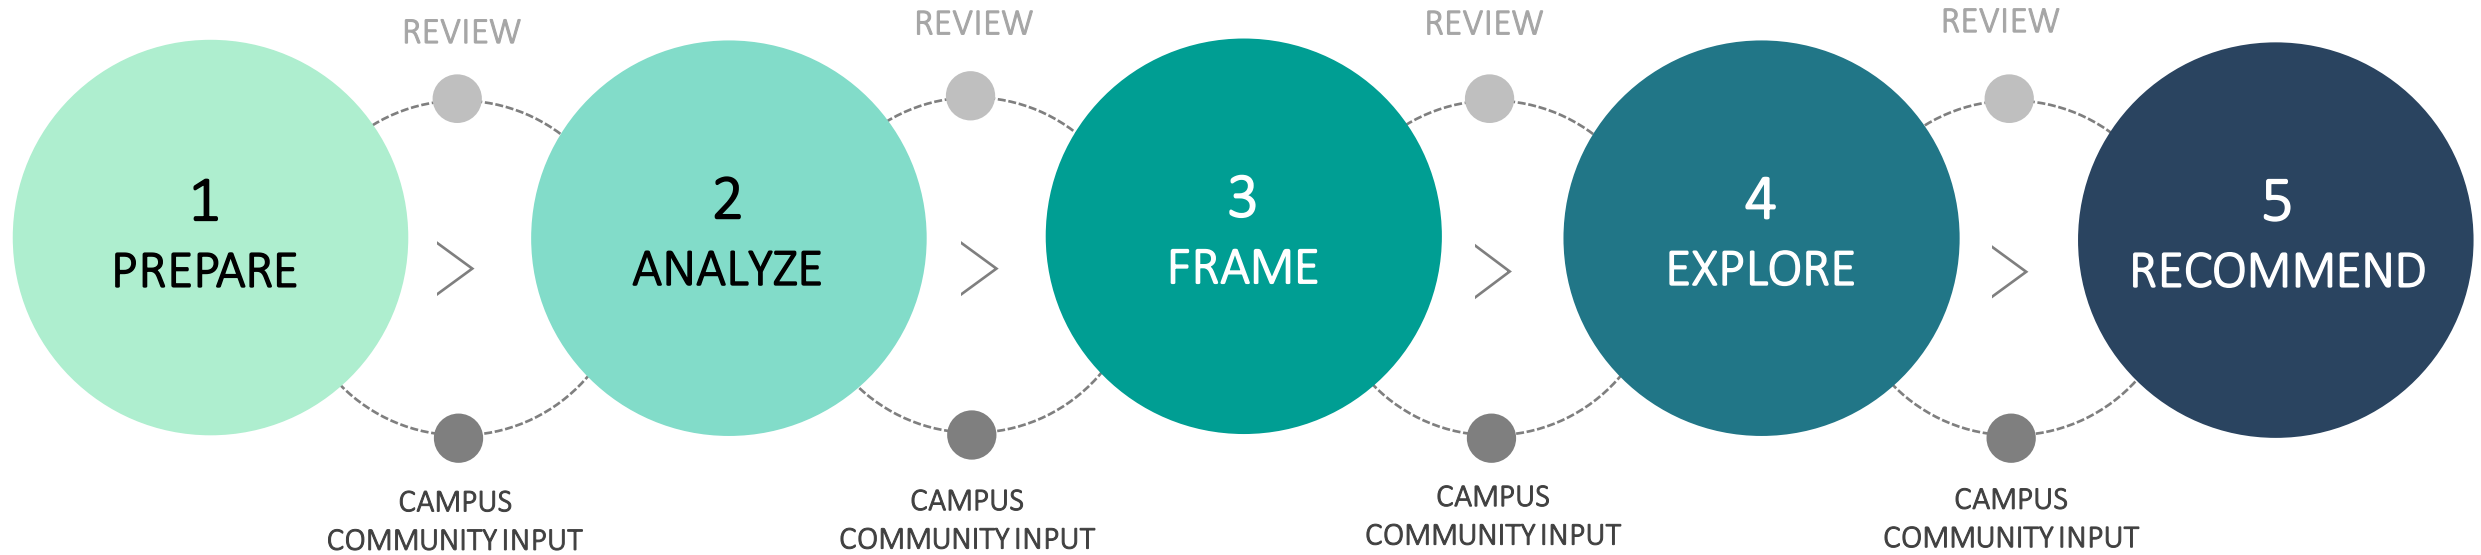 REVIEW
REVIEW
REVIEW
REVIEW
1
PREPARE
2
ANALYZE
3
FRAME
4
EXPLORE
5
RECOMMEND
CAMPUS
COMMUNITY INPUT
CAMPUS
COMMUNITY INPUT
CAMPUS
COMMUNITY INPUT
CAMPUS
COMMUNITY INPUT